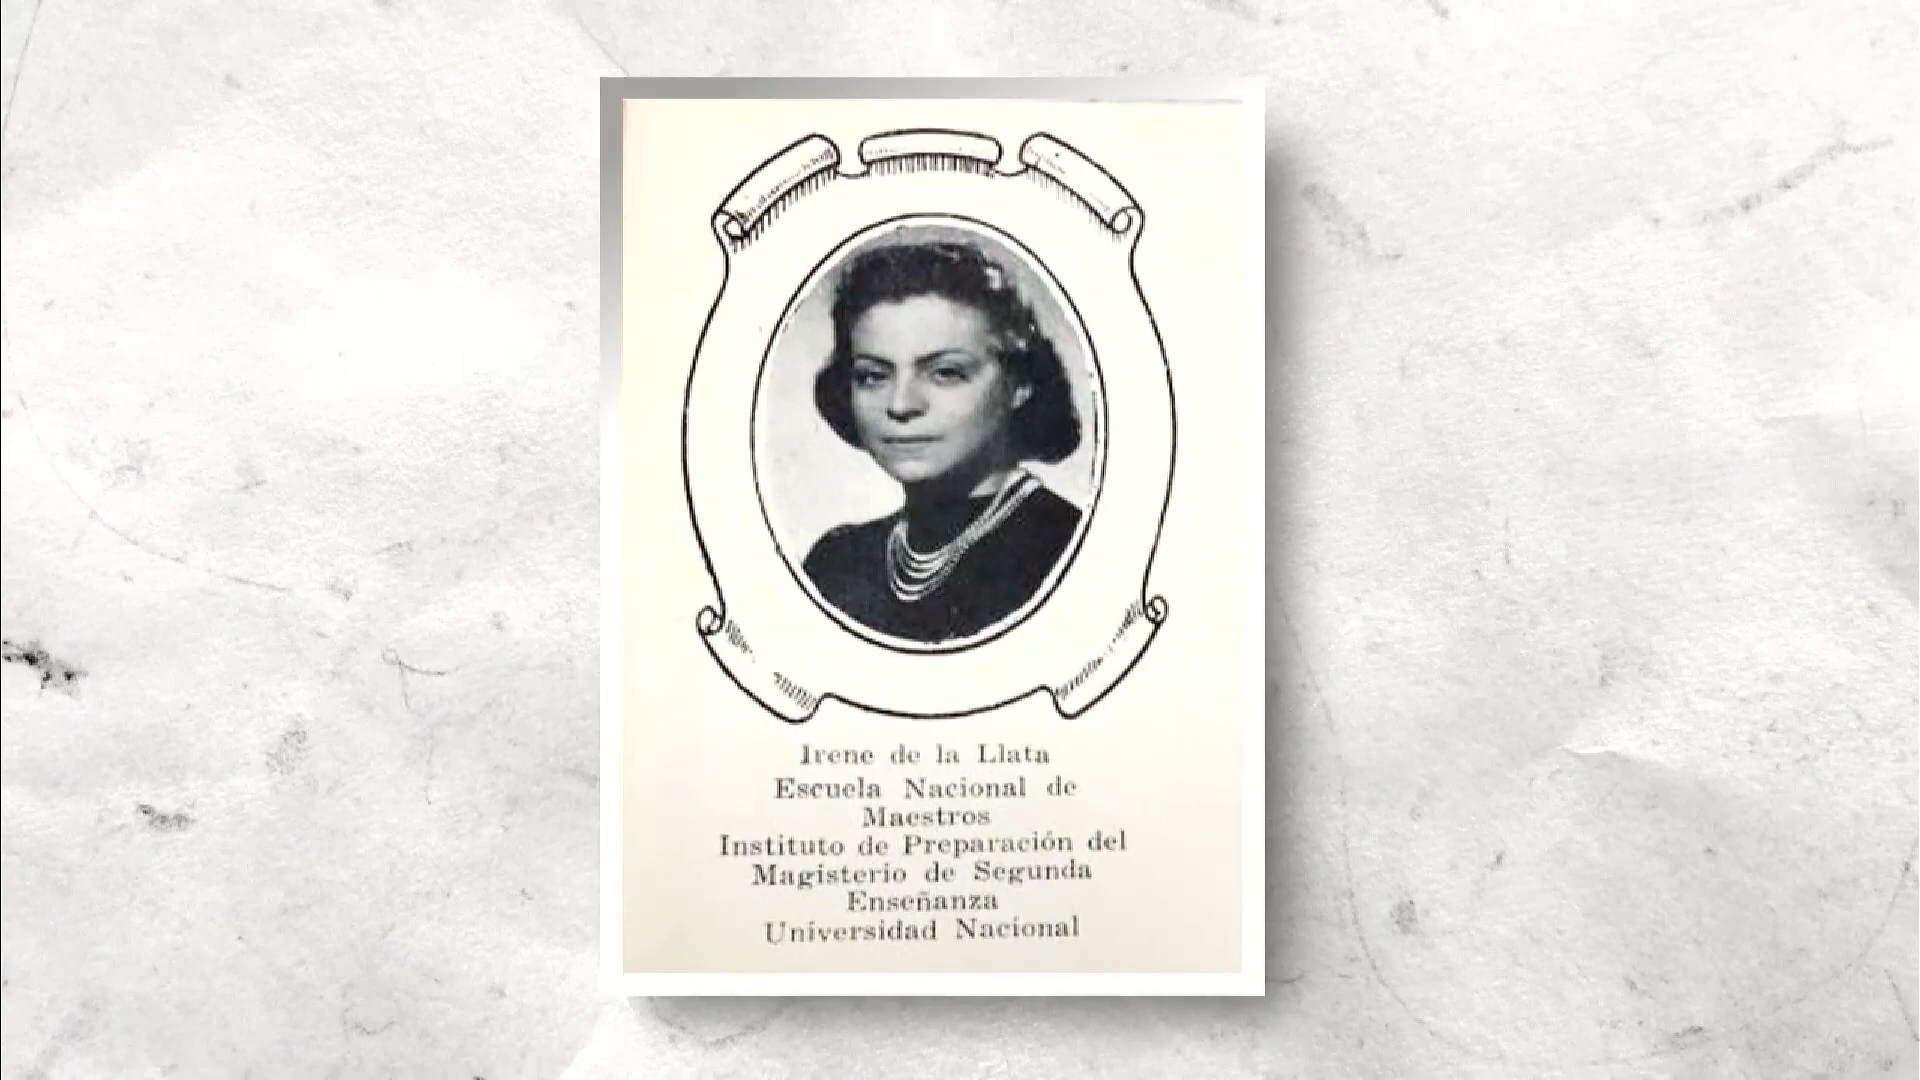 Irene de la Llata
Escuela Nacional de
Maestros
Instituto de Preparación del
Magisterio de Segunda
Enseñanza
Universidad Nacional